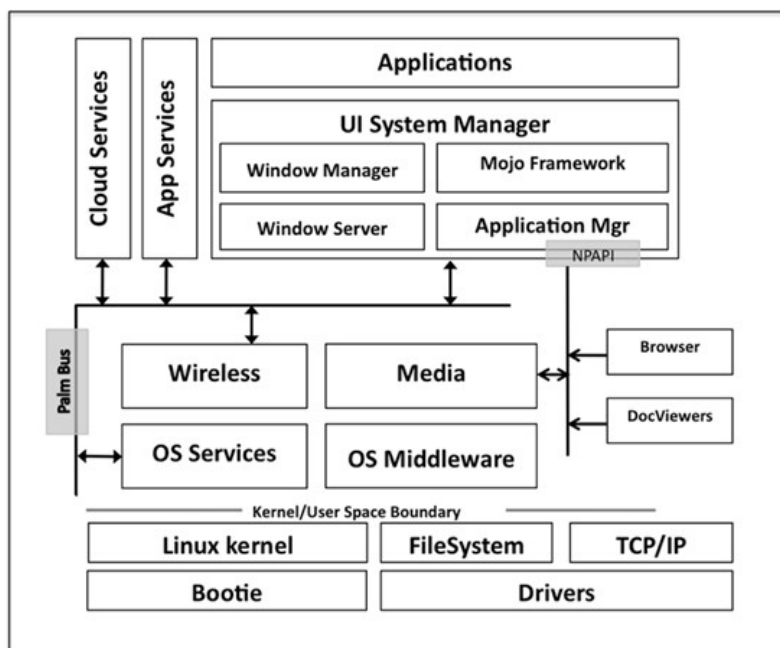 Cloud Services
App Services
Applications
UI System Manager
Window Manager
Mojo Framework
Window Server
Application Mgr
NPAPI
Palm Bus
Wireless
Media
Browser
DocViewers
OS Services
OS Middleware
Kernel/User Space Boundary
Linux kernel
FileSystem
TCP/IP
Bootie
Drivers